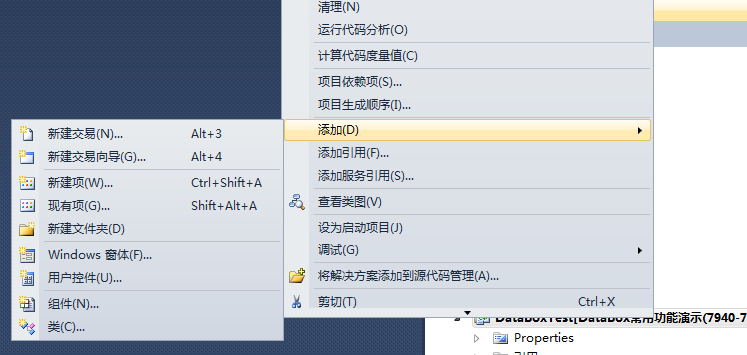 清理(N)
运行代码分析(O)
计算代码度量值(C)
项目依赖项(S)...
项目生成顺序(I)...
添加(D)
添加引用(F)...
添加服务引用(S)...
查看类图(V)
设为启动项目(J)
调试(G)
将解决方案添加到源代码管理(A)...
剪切(T) Ctrl+X
新建交易(N)... Alt+3
新建交易向导(G)... Alt+4
新建项(W)... Ctrl+Shift+A
现有项(G)... Shift+Alt+A
新建文件夹(D)
Windows 窗体(F)...
用户控件(U)...
组件(N)...
类(C)...
DataboxTest[Databox常用功能演示(7940-7
Properties
引用